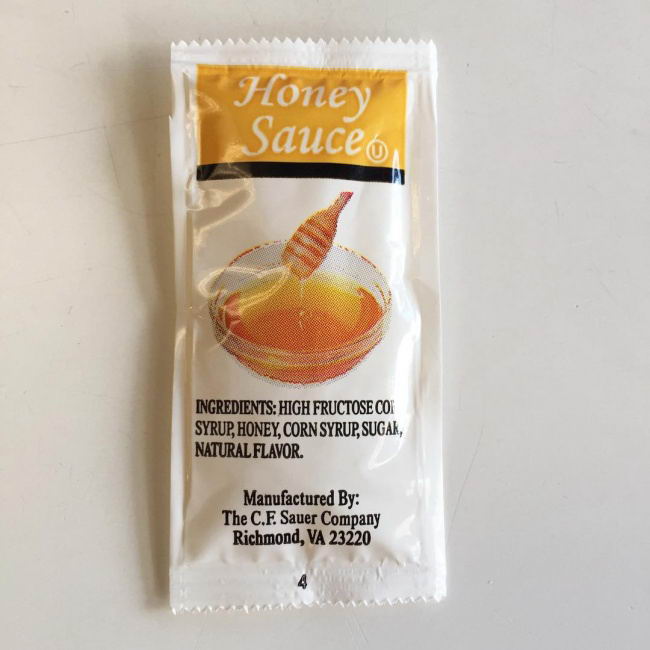 Honey
Sauce
U
INGREDIENTS: HIGH FRUCTOSE
SYRUP, HONEY, CORN SYRUP, SUGAR,
NATURAL FLAVOR.
Manufactured By:
The C.F. Sauer Company
Richmond, VA 23220
4